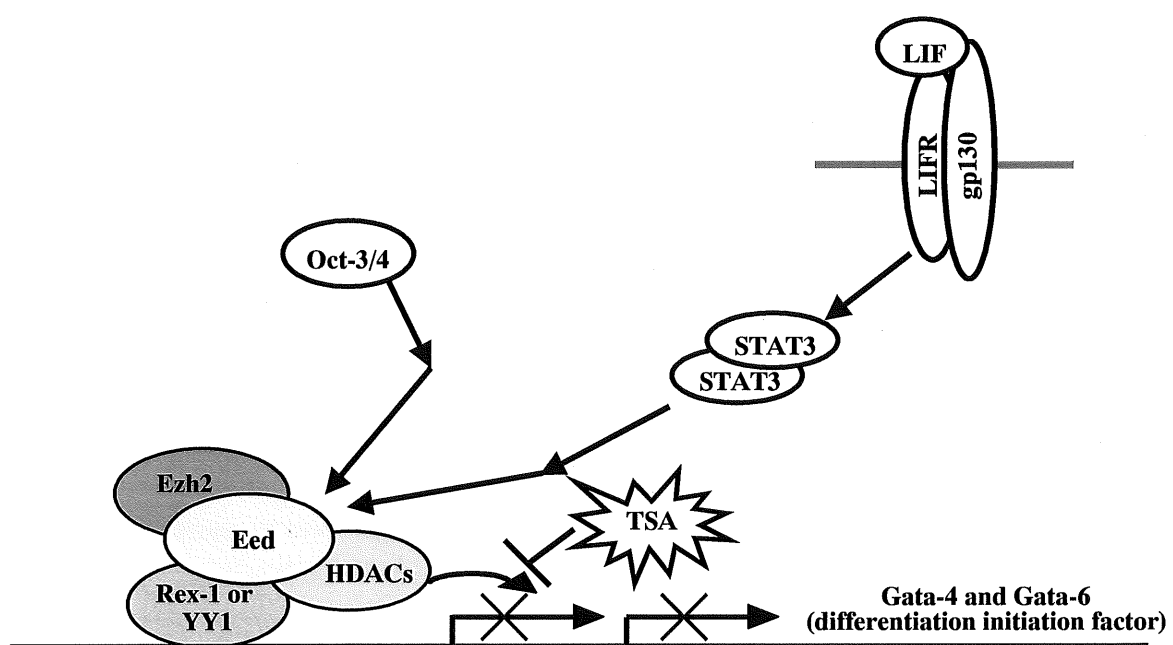 LIF
LIFR
gp130
Oct-3/4
STAT3
STAT3
Ezh2
Eed
TSA
HDACs
Rex-1 or
YY1
Gata-4 and Gata-6
(differentiation initiation factor)